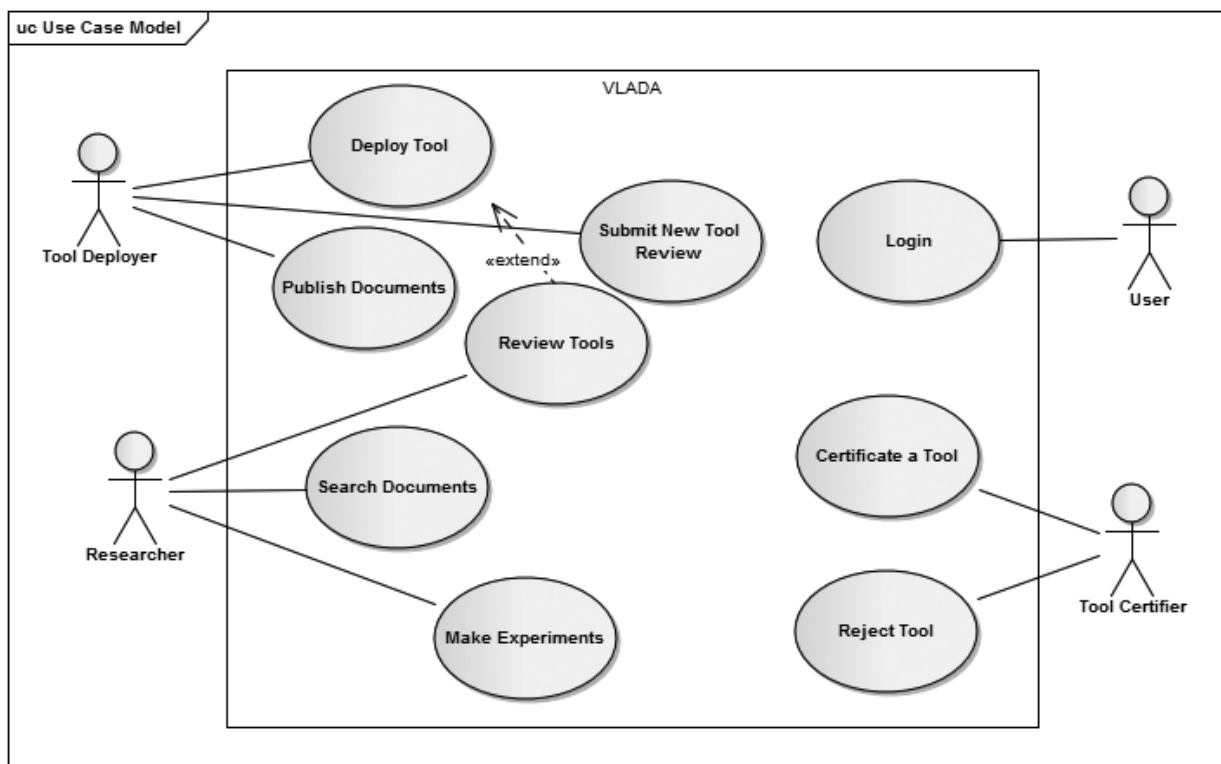 uc Use Case Model
VLADA
Deploy Tool
Tool Deployer
Submit New Tool
Review
Login
User
«extend»
Publish Documents
Review Tools
Researcher
Search Documents
Certificate a Tool
Tool Certifier
Make Experiments
Reject Tool